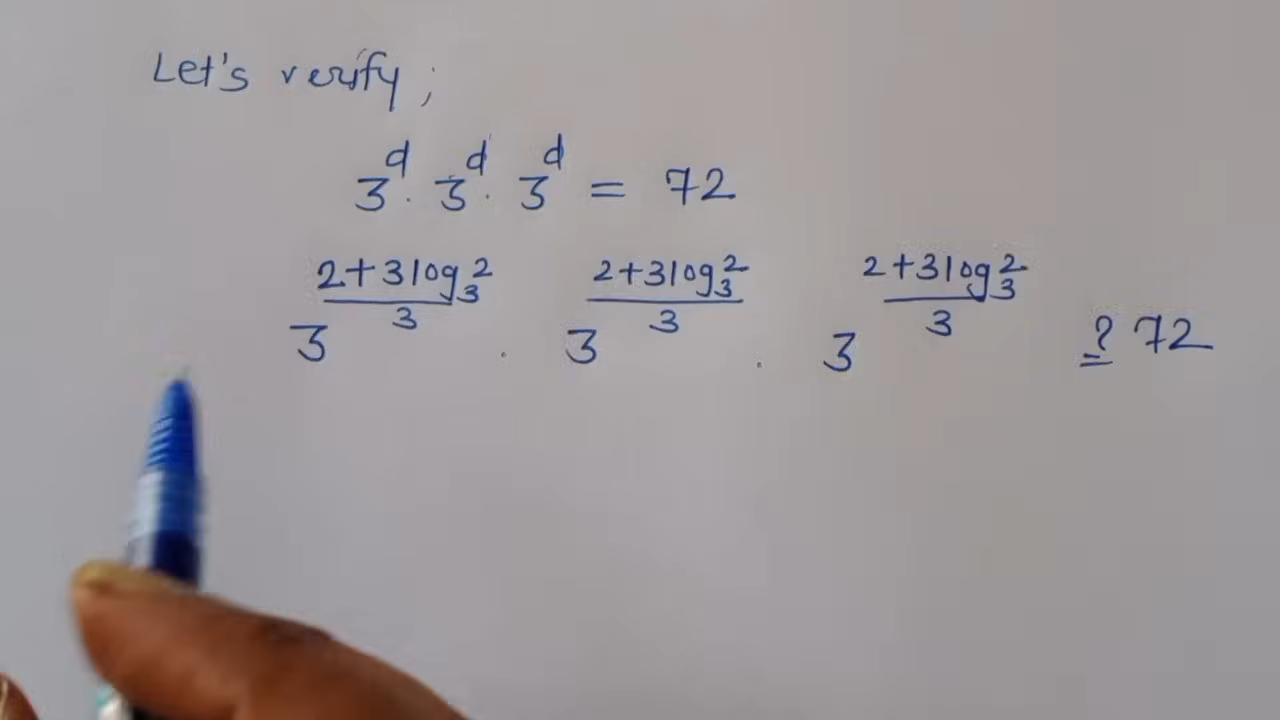 Let's verify;
3^d . 3^d . 3^d = 72
3^((2+3log_3 2)/3) . 3^((2+3log_3 2)/3) . 3^((2+3log_3 2)/3) ≟ 72